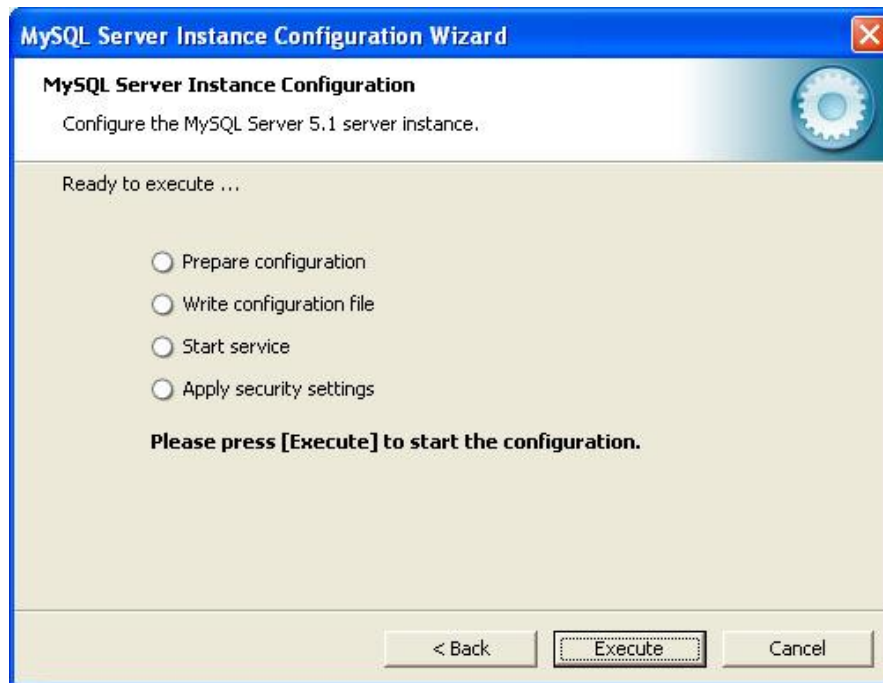 MySQL Server Instance Configuration Wizard
MySQL Server Instance Configuration
Configure the MySQL Server 5.1 server instance.
Ready to execute ...
Prepare configuration
Write configuration file
Start service
Apply security settings
Please press [Execute] to start the configuration.
< Back Execute Cancel